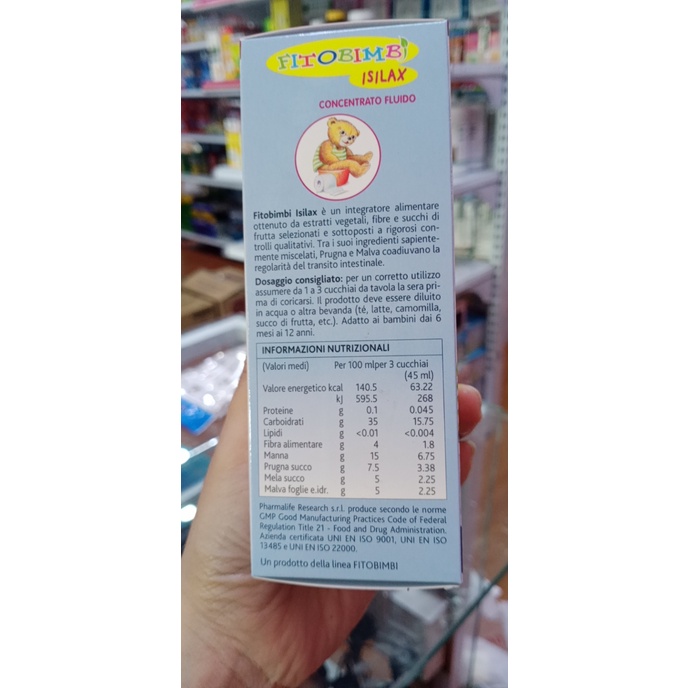 FITOBIMBI
ISILAX
CONCENTRATO FLUIDO
Fitobimbi Isilax è un integratore alimentare
ottenuto da estratti vegetali, fibre e succhi di
frutta selezionati e sottoposti a rigorosi con-
trolli qualitativi. Tra i suoi ingredienti sapiente-
mente miscelati, Prugna e Malva coadiuvano la
regolarità del transito intestinale.
Dosaggio consigliato: per un corretto utilizzo
assumere da 1 a 3 cucchiai da tavola la sera pri-
ma di coricarsi. Il prodotto deve essere diluito
in acqua o altra bevanda (tè, latte, camomilla,
succo di frutta, etc.). Adatto ai bambini dai 6
mesi ai 12 anni.
INFORMAZIONI NUTRIZIONALI
(Valori medi) Per 100 ml per 3 cucchiai
(45 ml)
Valore energetico kcal 140.5 63.22
kj 595.5 268
Proteine g 0.1 0.045
Carboidrati g 35 15.75
Lipidi g <0.01 <0.004
Fibra alimentare g 4 1.8
Manna g 15 6.75
Prugna succo g 7.5 3.38
Mela succo g 5 2.25
Malva foglie e.idr. g 5 2.25
Pharmalife Research s.r.l. produce secondo le norme
GMP Good Manufacturing Practices Code of Federal
Regulation Title 21 - Food and Drug Administration.
Azienda certificata UNI EN ISO 9001, UNI EN ISO
13485 e UNI EN ISO 22000.
Un prodotto della linea FITOBIMBI